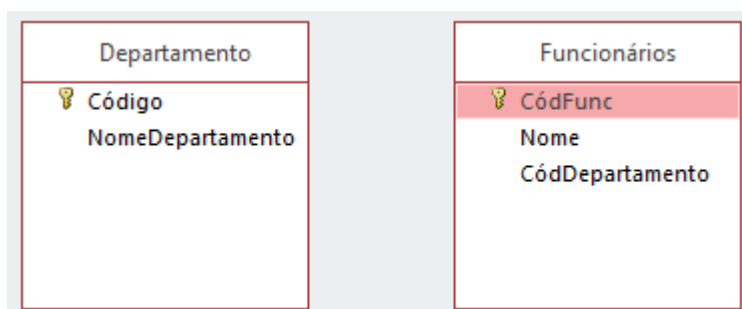 Departamento
Código
NomeDepartamento
Funcionários
CódFunc
Nome
CódDepartamento